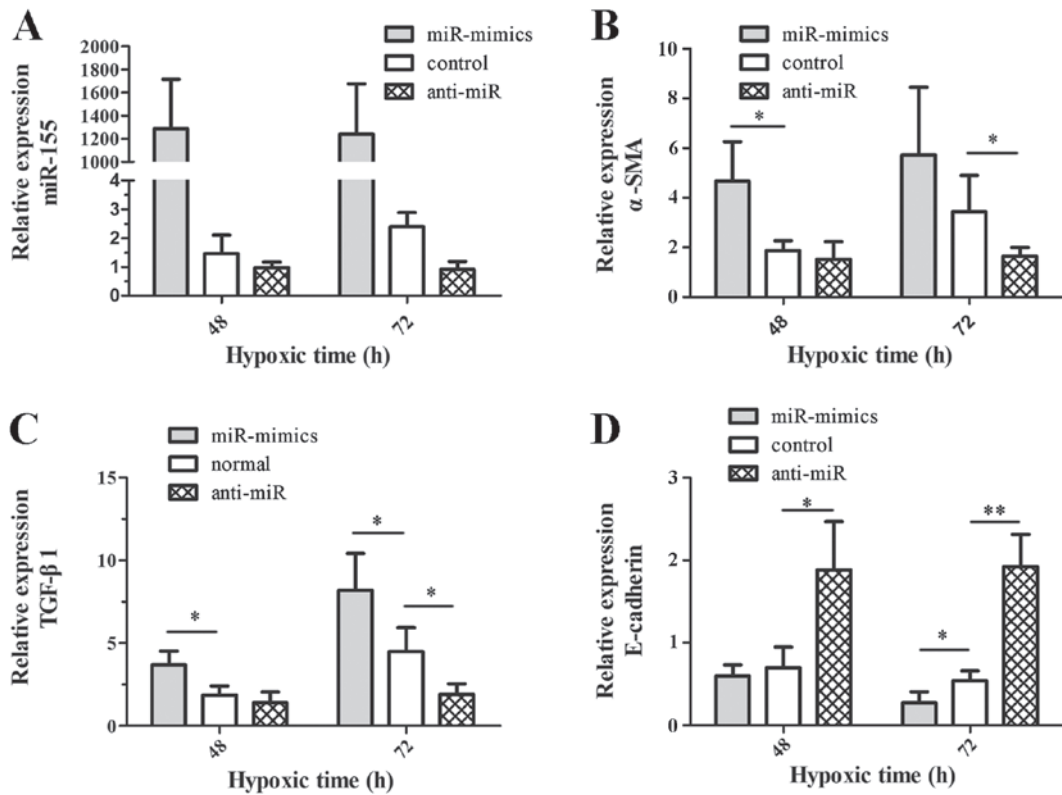 A
miR-mimics
control
anti-miR
Relative expression
miR-155
2000
1800
1600
1400
1200
1000
4
3
2
1
0
48
72
Hypoxic time (h)
B
miR-mimics
control
anti-miR
Relative expression
α -SMA
10
8
6
4
2
0
*
*
48
72
Hypoxic time (h)
C
miR-mimics
normal
anti-miR
Relative expression
TGF-β 1
15
10
5
0
*
*
*
48
72
Hypoxic time (h)
D
miR-mimics
control
anti-miR
Relative expression
E-cadherin
3
2
1
0
*
*
**
48
72
Hypoxic time (h)